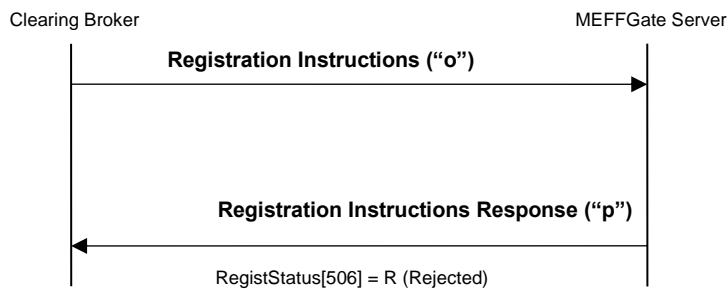 Clearing Broker
MEFFGate Server
Registration Instructions (“o”)
Registration Instructions Response (“p”)
RegistStatus[506] = R (Rejected)